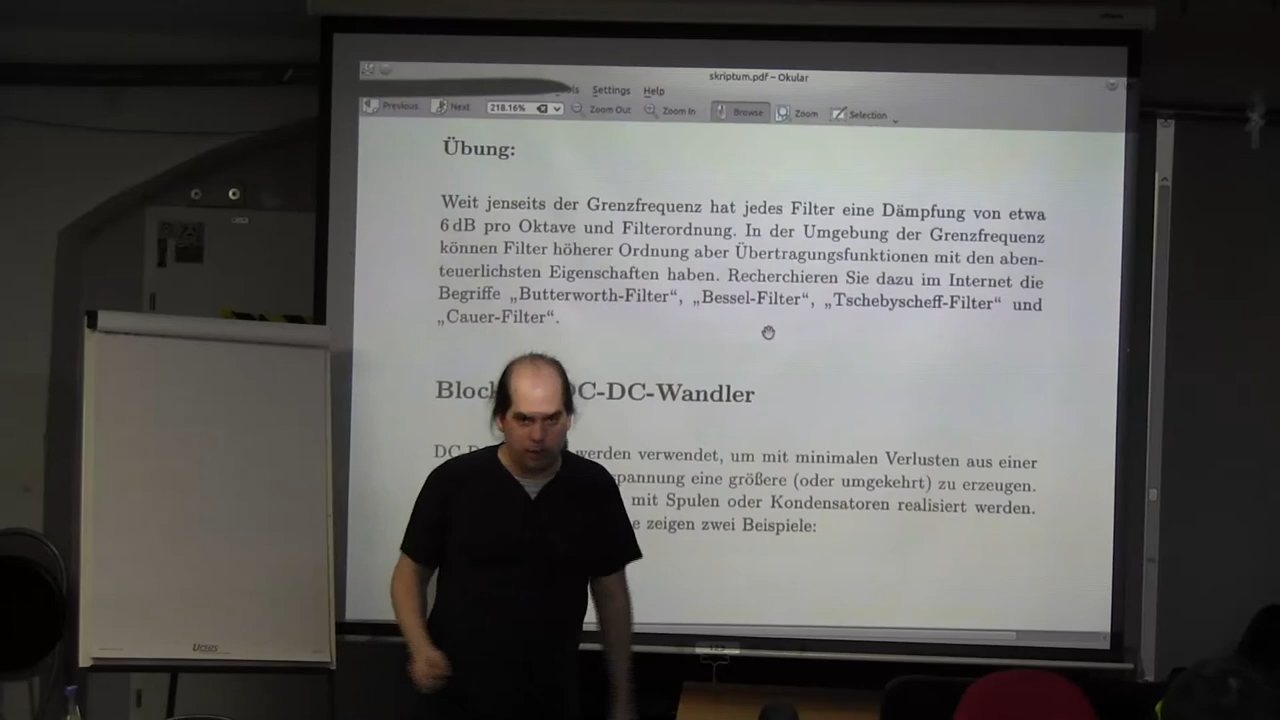 skriptum.pdf – Okular
Settings Help
Previous Next 218.16% Zoom Out Zoom In Browse Zoom Selection
Übung:
Weit jenseits der Grenzfrequenz hat jedes Filter eine Dämpfung von etwa
6 dB pro Oktave und Filterordnung. In der Umgebung der Grenzfrequenz
können Filter höherer Ordnung aber Übertragungsfunktionen mit den aben-
teuerlichsten Eigenschaften haben. Recherchieren Sie dazu im Internet die
Begriffe „Butterworth-Filter“, „Bessel-Filter“, „Tschebyscheff-Filter“ und
„Cauer-Filter“.
DC-DC-Wandler
werden verwendet, um mit minimalen Verlusten aus einer
eine größere (oder umgekehrt) zu erzeugen.
mit Spulen oder Kondensatoren realisiert werden.
zeigen zwei Beispiele: